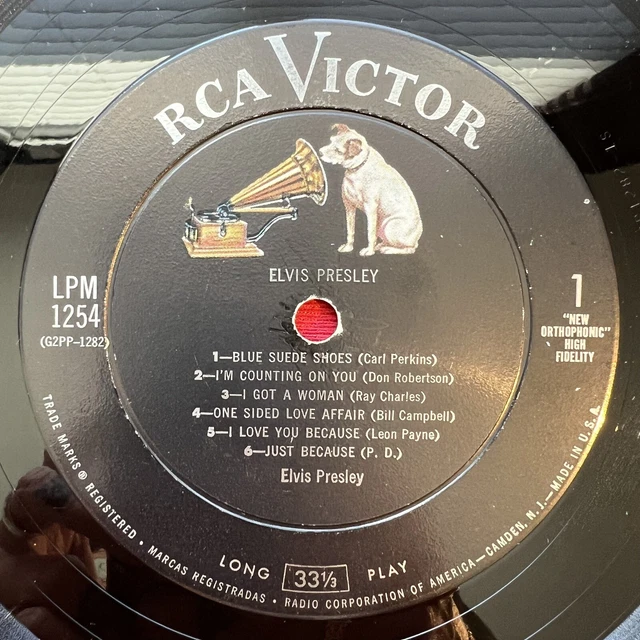 RCA VICTOR
ELVIS PRESLEY
LPM
1254
(G2PP-1282)
1
"NEW
ORTHOPHONIC"
HIGH
FIDELITY
1—BLUE SUEDE SHOES (Carl Perkins)
2—I'M COUNTING ON YOU (Don Robertson)
3—I GOT A WOMAN (Ray Charles)
4—ONE SIDED LOVE AFFAIR (Bill Campbell)
5—I LOVE YOU BECAUSE (Leon Payne)
6—JUST BECAUSE (P. D.)
Elvis Presley
LONG 33⅓ PLAY
TRADE MARKS ® REGISTERED • MARCAS REGISTRADAS • RADIO CORPORATION OF AMERICA—CAMDEN, N. J.—MADE IN U.S.A.